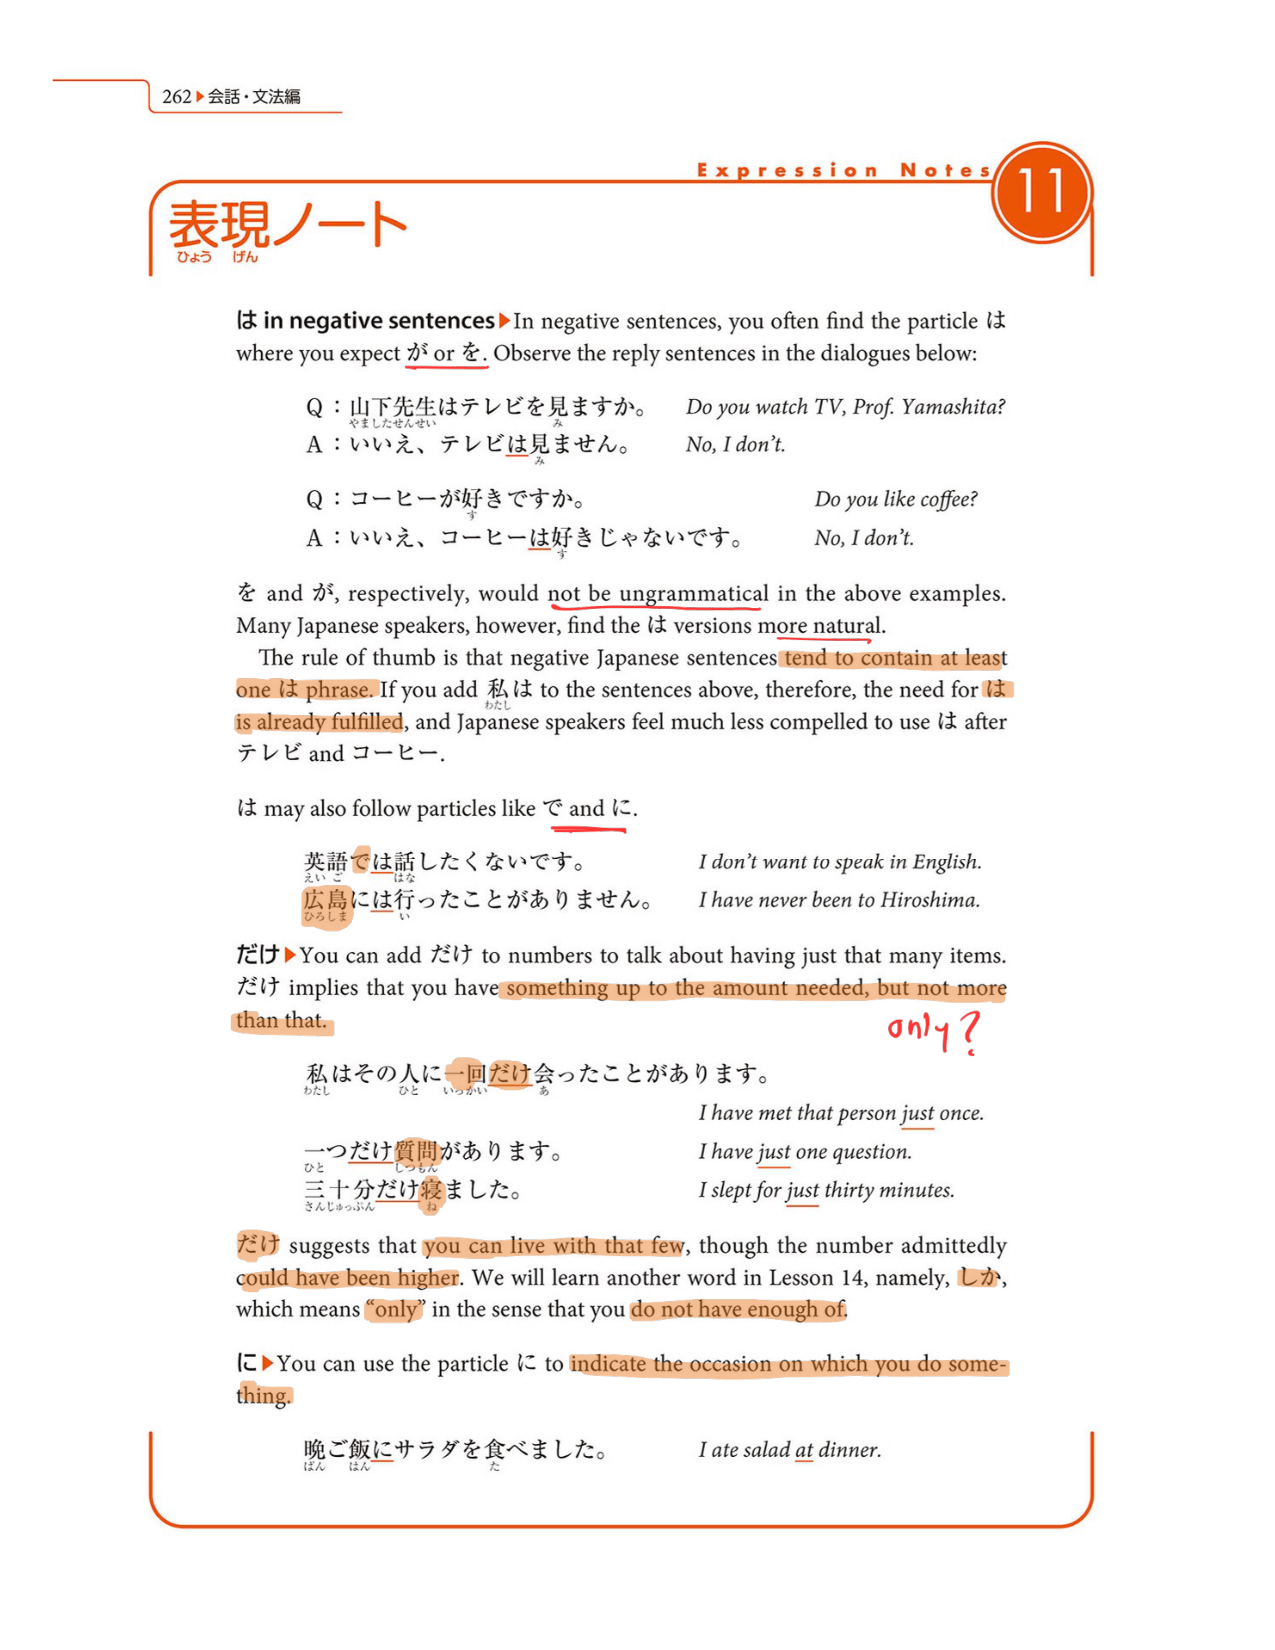 262▶会話・文法編
Expression Notes 11
表現ノート
ひょう げん
は in negative sentences▶In negative sentences, you often find the particle は
where you expect が or を. Observe the reply sentences in the dialogues below:
Q：山下先生はテレビを見ますか。 Do you watch TV, Prof. Yamashita?
やましたせんせい み
A：いいえ、テレビは見ません。 No, I don't.
み
Q：コーヒーが好きですか。 Do you like coffee?
す
A：いいえ、コーヒーは好きじゃないです。 No, I don't.
す
を and が, respectively, would not be ungrammatical in the above examples.
Many Japanese speakers, however, find the は versions more natural.
The rule of thumb is that negative Japanese sentences tend to contain at least
one は phrase. If you add 私は to the sentences above, therefore, the need for は
わたし
is already fulfilled, and Japanese speakers feel much less compelled to use は after
テレビ and コーヒー.
は may also follow particles like で and に.
英語では話したくないです。 I don't want to speak in English.
えいご はな
広島には行ったことがありません。 I have never been to Hiroshima.
ひろしま い
だけ▶You can add だけ to numbers to talk about having just that many items.
だけ implies that you have something up to the amount needed, but not more
than that.
only?
私はその人に一回だけ会ったことがあります。
わたし ひと いっかい あ
I have met that person just once.
一つだけ質問があります。 I have just one question.
ひと しつもん
三十分だけ寝ました。 I slept for just thirty minutes.
さんじゅっぷん ね
だけ suggests that you can live with that few, though the number admittedly
could have been higher. We will learn another word in Lesson 14, namely, しか,
which means “only” in the sense that you do not have enough of.
に▶You can use the particle に to indicate the occasion on which you do some-
thing.
晩ご飯にサラダを食べました。 I ate salad at dinner.
ばん はん た